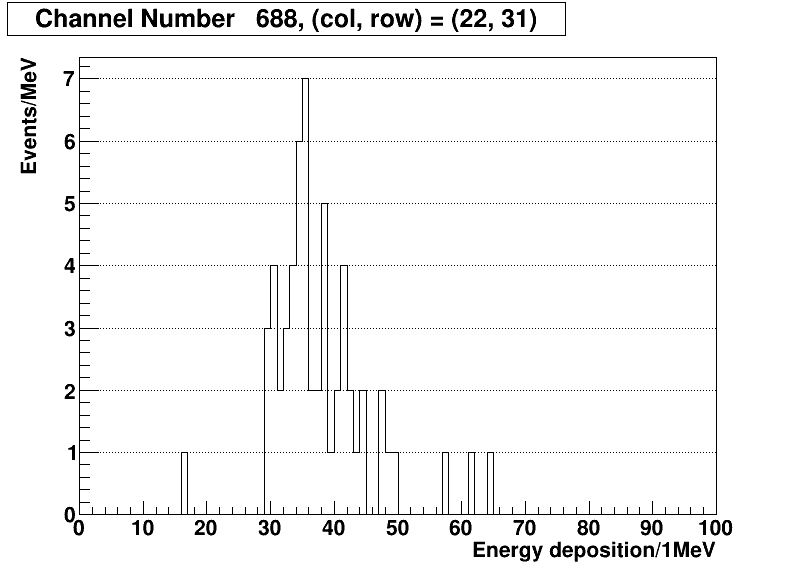 Channel Number 688, (col, row) = (22, 31)
Events/MeV
7
6
5
4
3
2
1
0
0 10 20 30 40 50 60 70 80 90 100
Energy deposition/1MeV